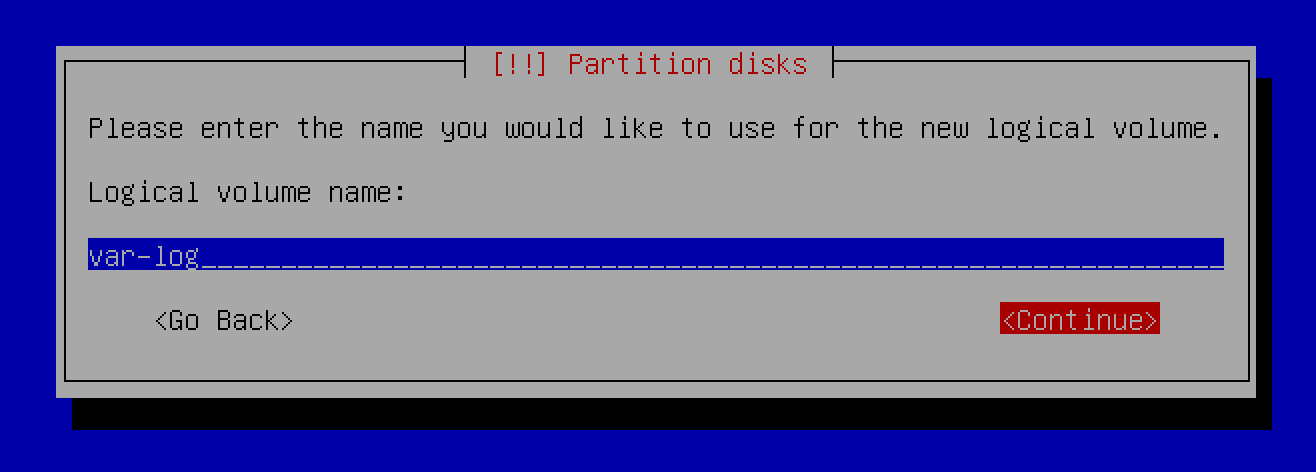 [!!] Partition disks
Please enter the name you would like to use for the new logical volume.
Logical volume name:
var-log
<Go Back> <Continue>